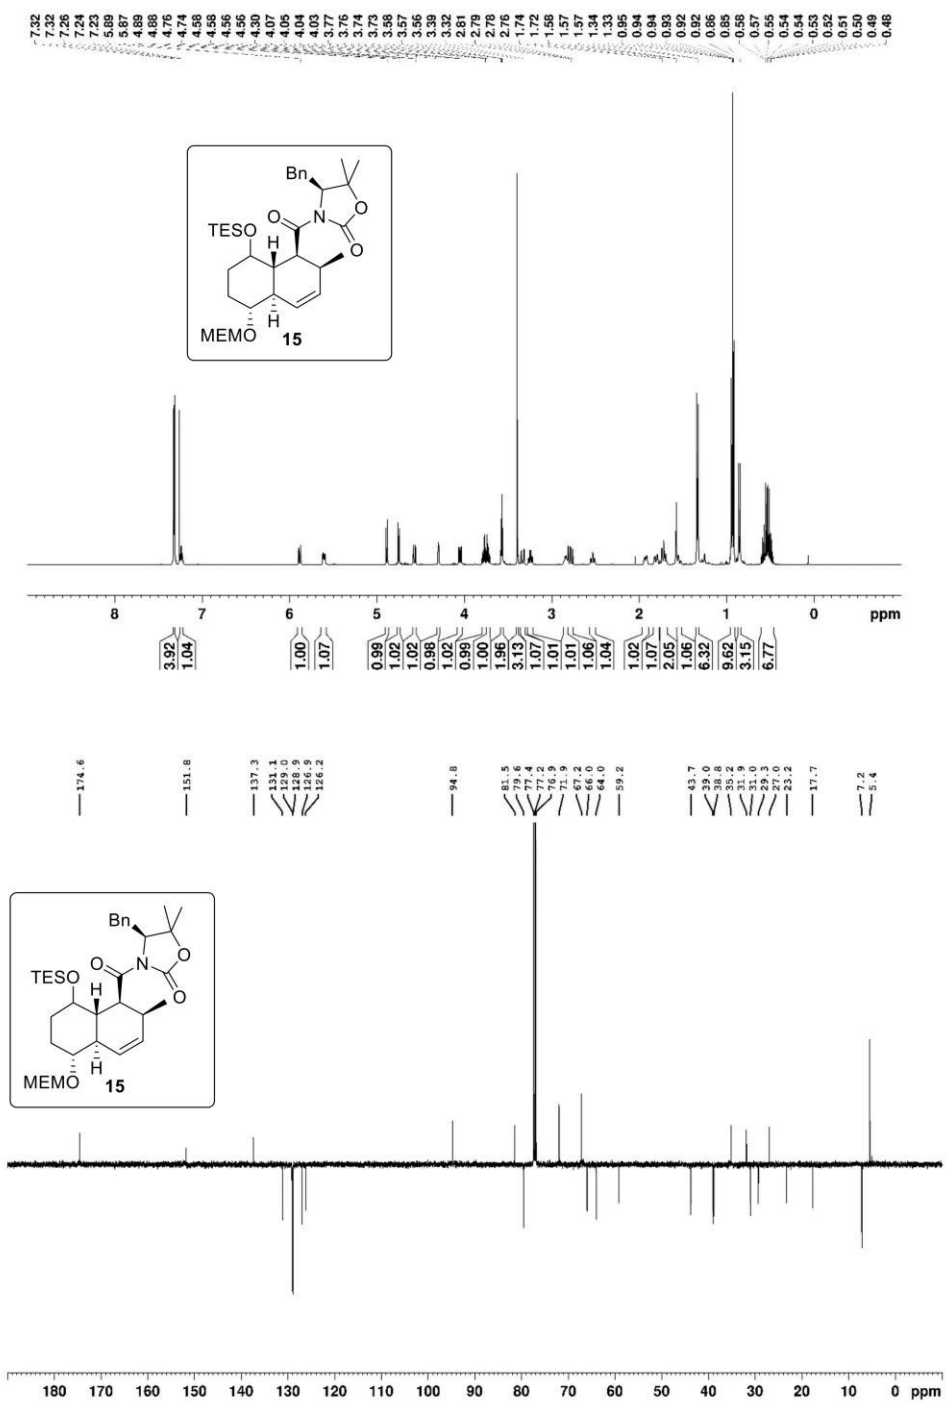 7.32 7.32 7.26 7.24 7.23 5.89 5.87 4.89 4.88 4.76 4.74 4.58 4.58 4.56 4.56 4.30 4.07 4.05 4.04 4.03 3.77 3.76 3.74 3.73 3.58 3.57 3.56 3.39 3.32 2.81 2.79 2.78 2.76 1.74 1.72 1.58 1.57 1.57 1.34 1.33 0.95 0.94 0.94 0.93 0.92 0.92 0.86 0.85 0.58 0.57 0.55 0.54 0.54 0.53 0.52 0.51 0.50 0.49 0.48
Bn
O
O
N
TESO
H
O
H
MEMO
15
8 7 6 5 4 3 2 1 0 ppm
3.92 1.04 1.00 1.07 0.99 1.02 1.02 0.98 1.02 0.99 1.00 1.96 3.13 1.07 1.01 1.01 1.06 1.04 1.02 1.07 2.05 1.06 6.32 9.62 3.15 6.77
174.6 151.8 137.3 131.1 129.0 128.9 126.9 126.2 94.8 81.5 79.6 77.4 77.2 76.9 71.9 67.2 66.0 64.0 59.2 43.7 39.0 38.8 35.2 31.9 31.0 29.3 27.0 23.2 17.7 7.2 5.4
Bn
O
O
N
TESO
H
O
H
MEMO
15
180 170 160 150 140 130 120 110 100 90 80 70 60 50 40 30 20 10 0 ppm